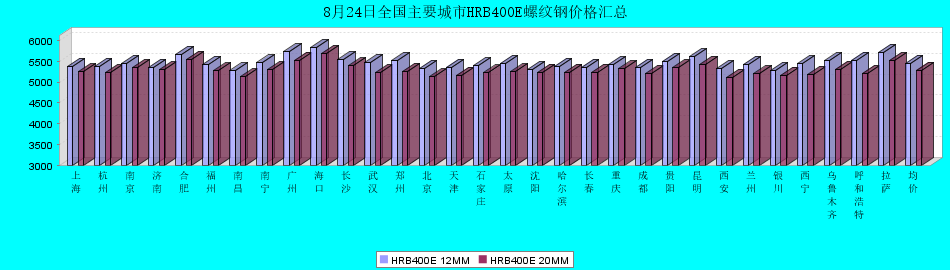 8月24日全国主要城市HRB400E螺纹钢价格汇总
6000
5500
5000
4500
4000
3500
3000
上海 杭州 南京 济南 合肥 福州 南昌 南宁 广州 海口 长沙 武汉 郑州 北京 天津 石家庄 太原 沈阳 哈尔滨 长春 重庆 成都 贵阳 昆明 西安 兰州 银川 西宁 乌鲁木齐 呼和浩特 拉萨 均价
HRB400E 12MM HRB400E 20MM